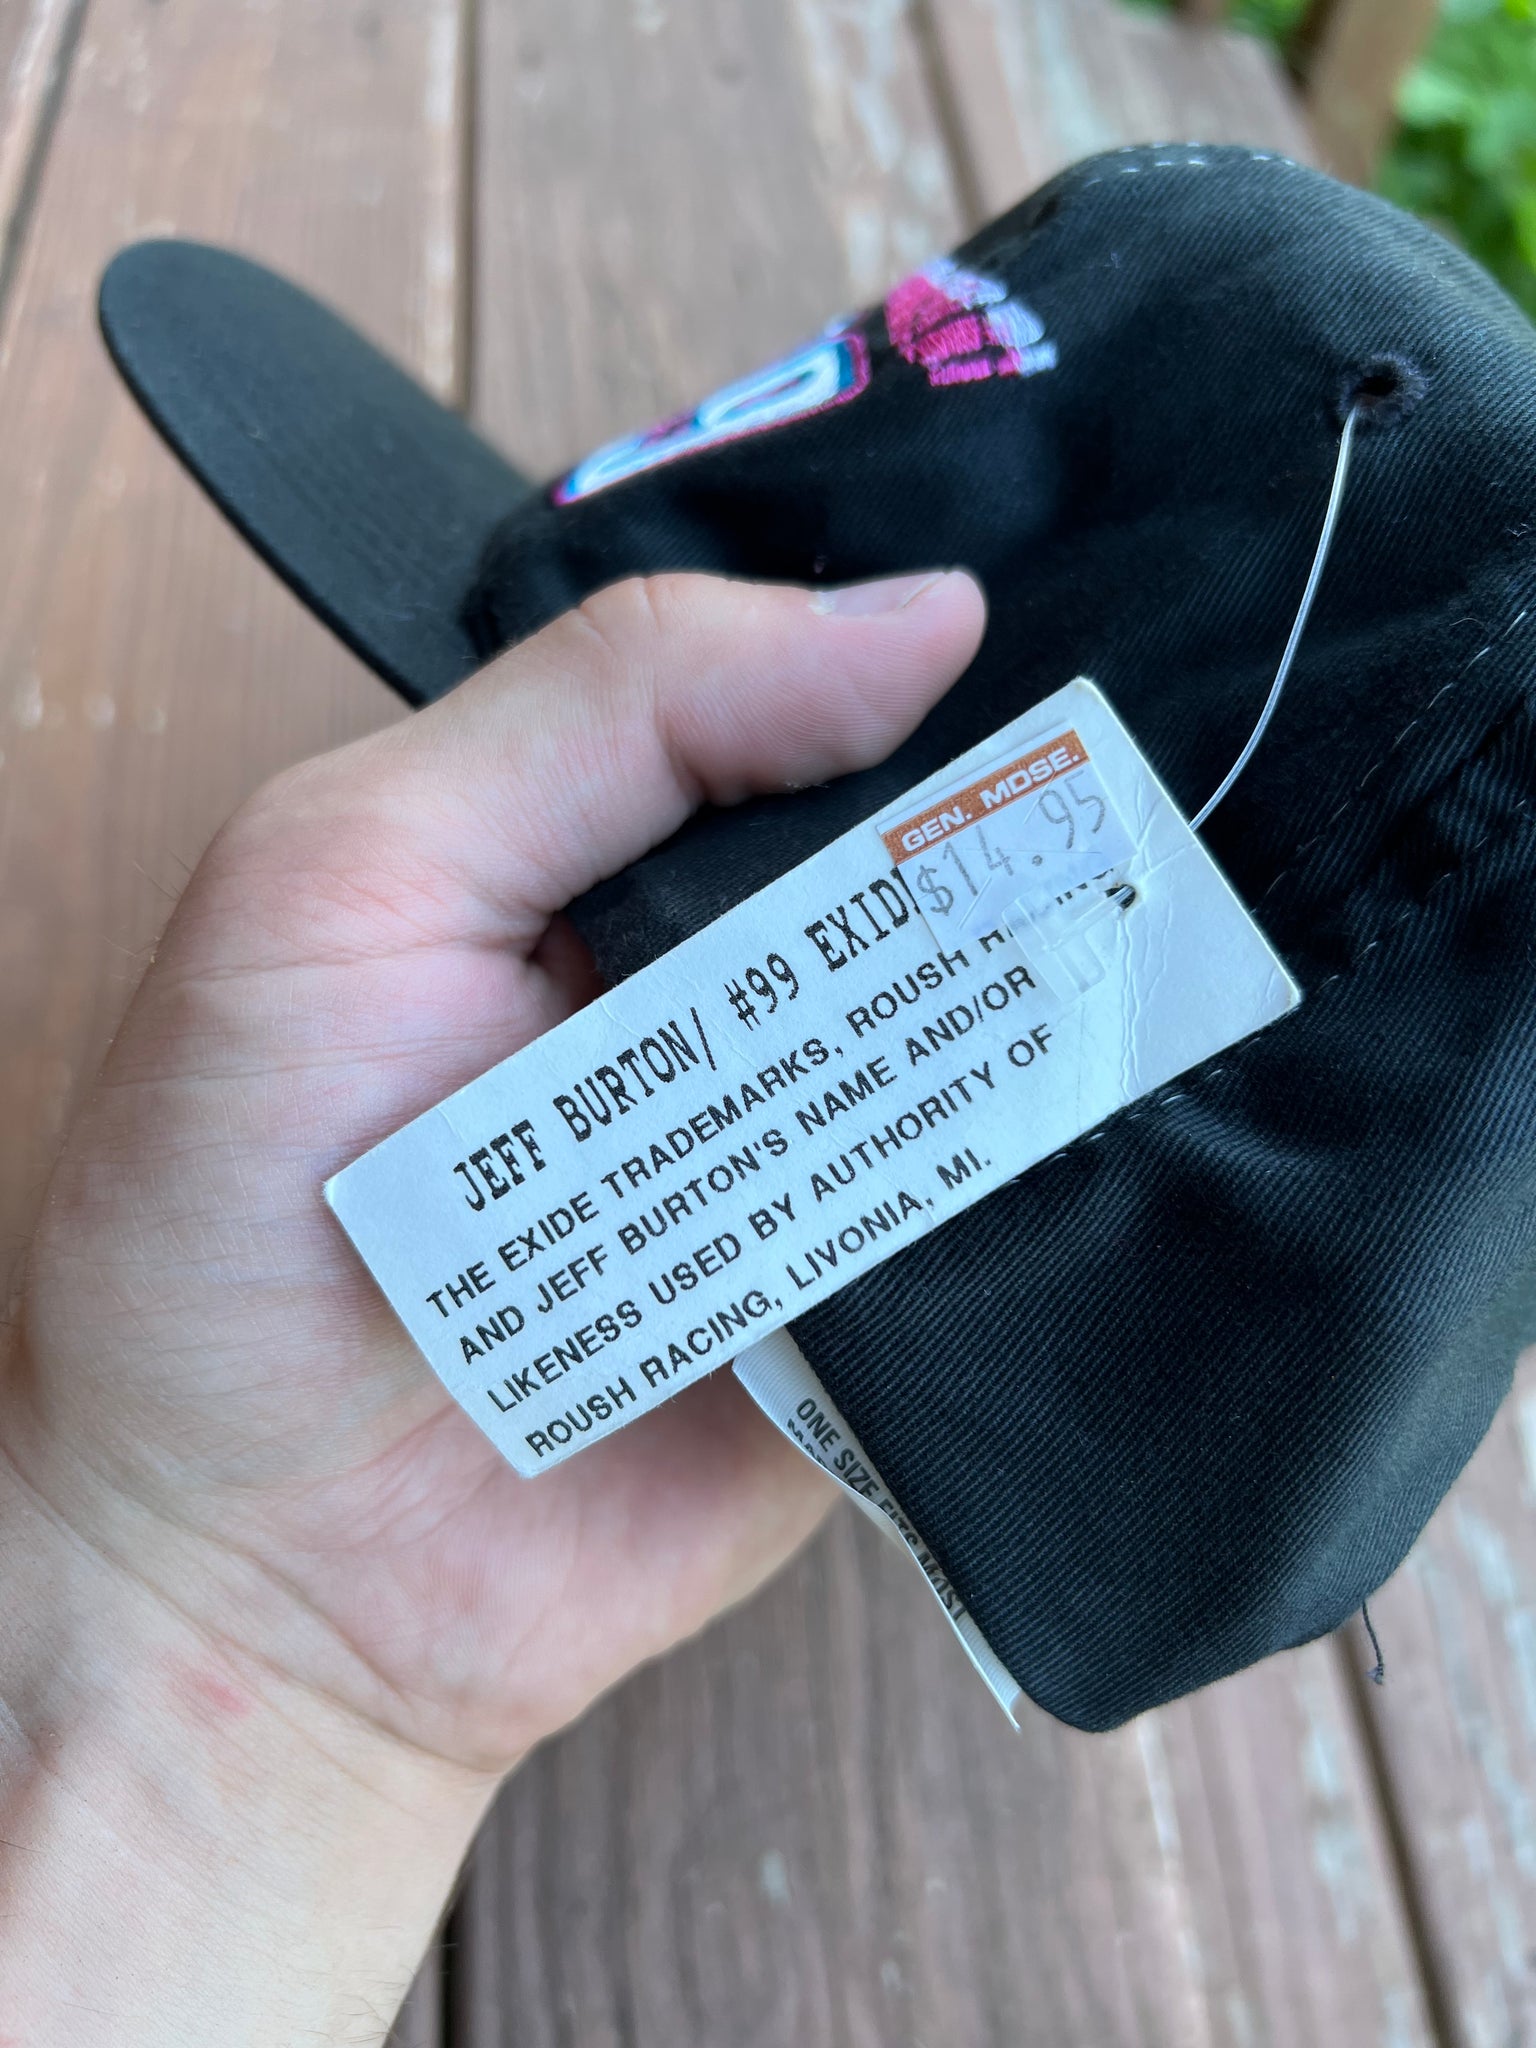 GEN. MDSE.
$14.95
JEFF BURTON/ #99 EXID
THE EXIDE TRADEMARKS, ROUSH
AND JEFF BURTON'S NAME AND/OR
LIKENESS USED BY AUTHORITY OF
ROUSH RACING, LIVONIA, MI.
ONE SIZE FITS MOST